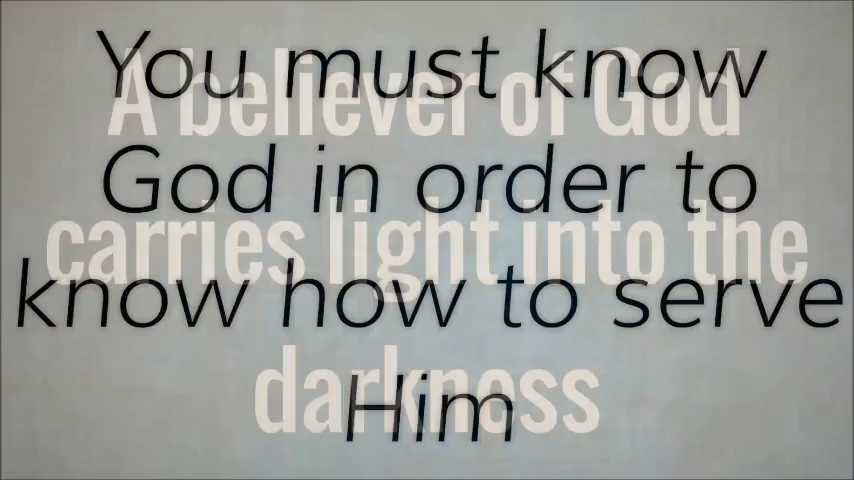 You must know
God in order to
know how to serve
Him
A believer of God
carries light into the
darkness